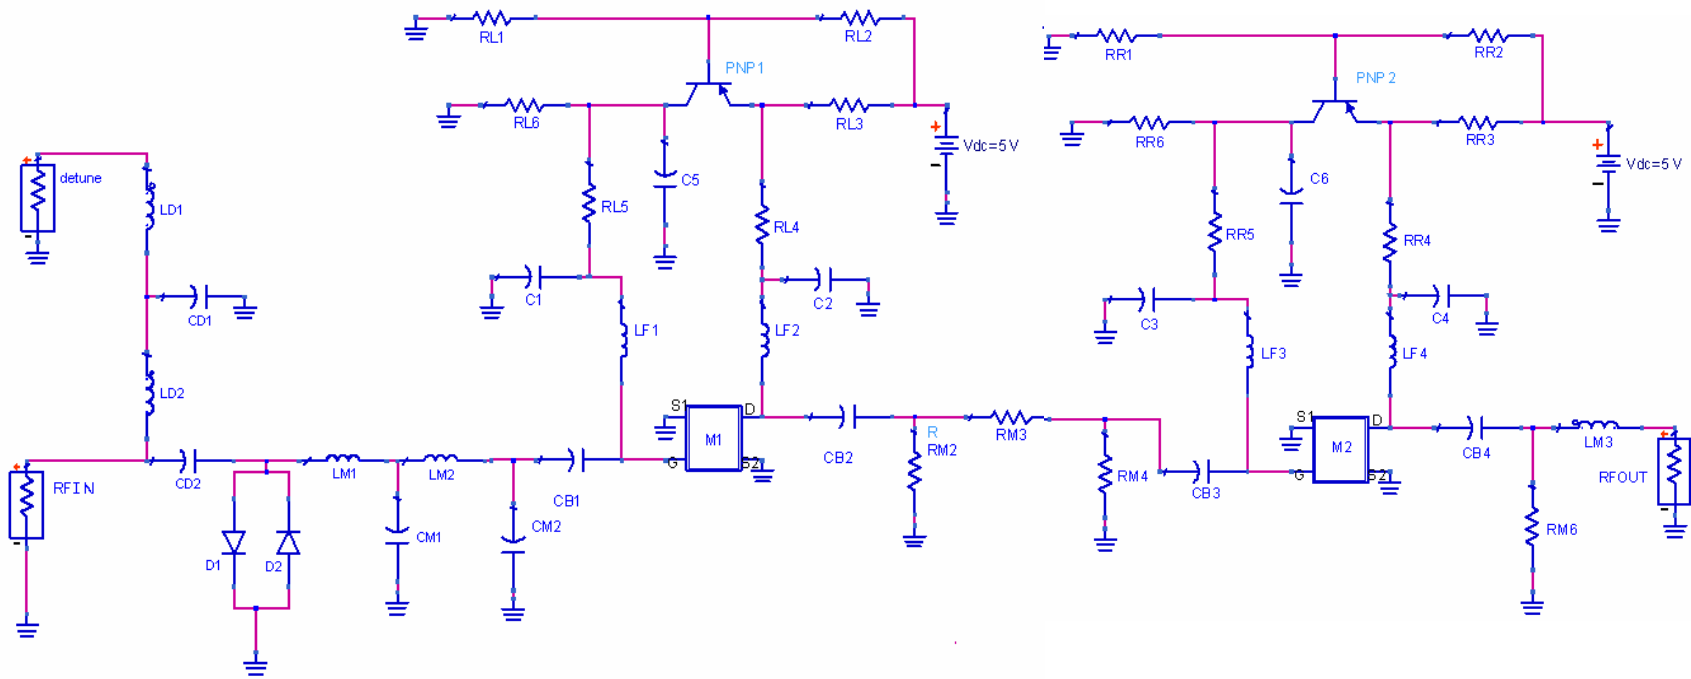 RL1
RL2
RR1
RR2
PNP1
PNP2
RL6
RL3
RR6
RR3
+
Vdc=5V
-
+
Vdc=5V
-
+
detune
-
LD1
RL5
C5
RL4
RR5
C6
RR4
C1
C2
C3
C4
CD1
LF1
LF2
LF3
LF4
LD2
S1
D
M1
G
S2
S1
D
M2
G
S2
CB2
R
RM2
RM3
RM4
CB3
CB4
LM3
+
RFIN
-
CD2
LM1
LM2
CB1
+
RFOUT
-
CM1
CM2
RM6
D1
D2